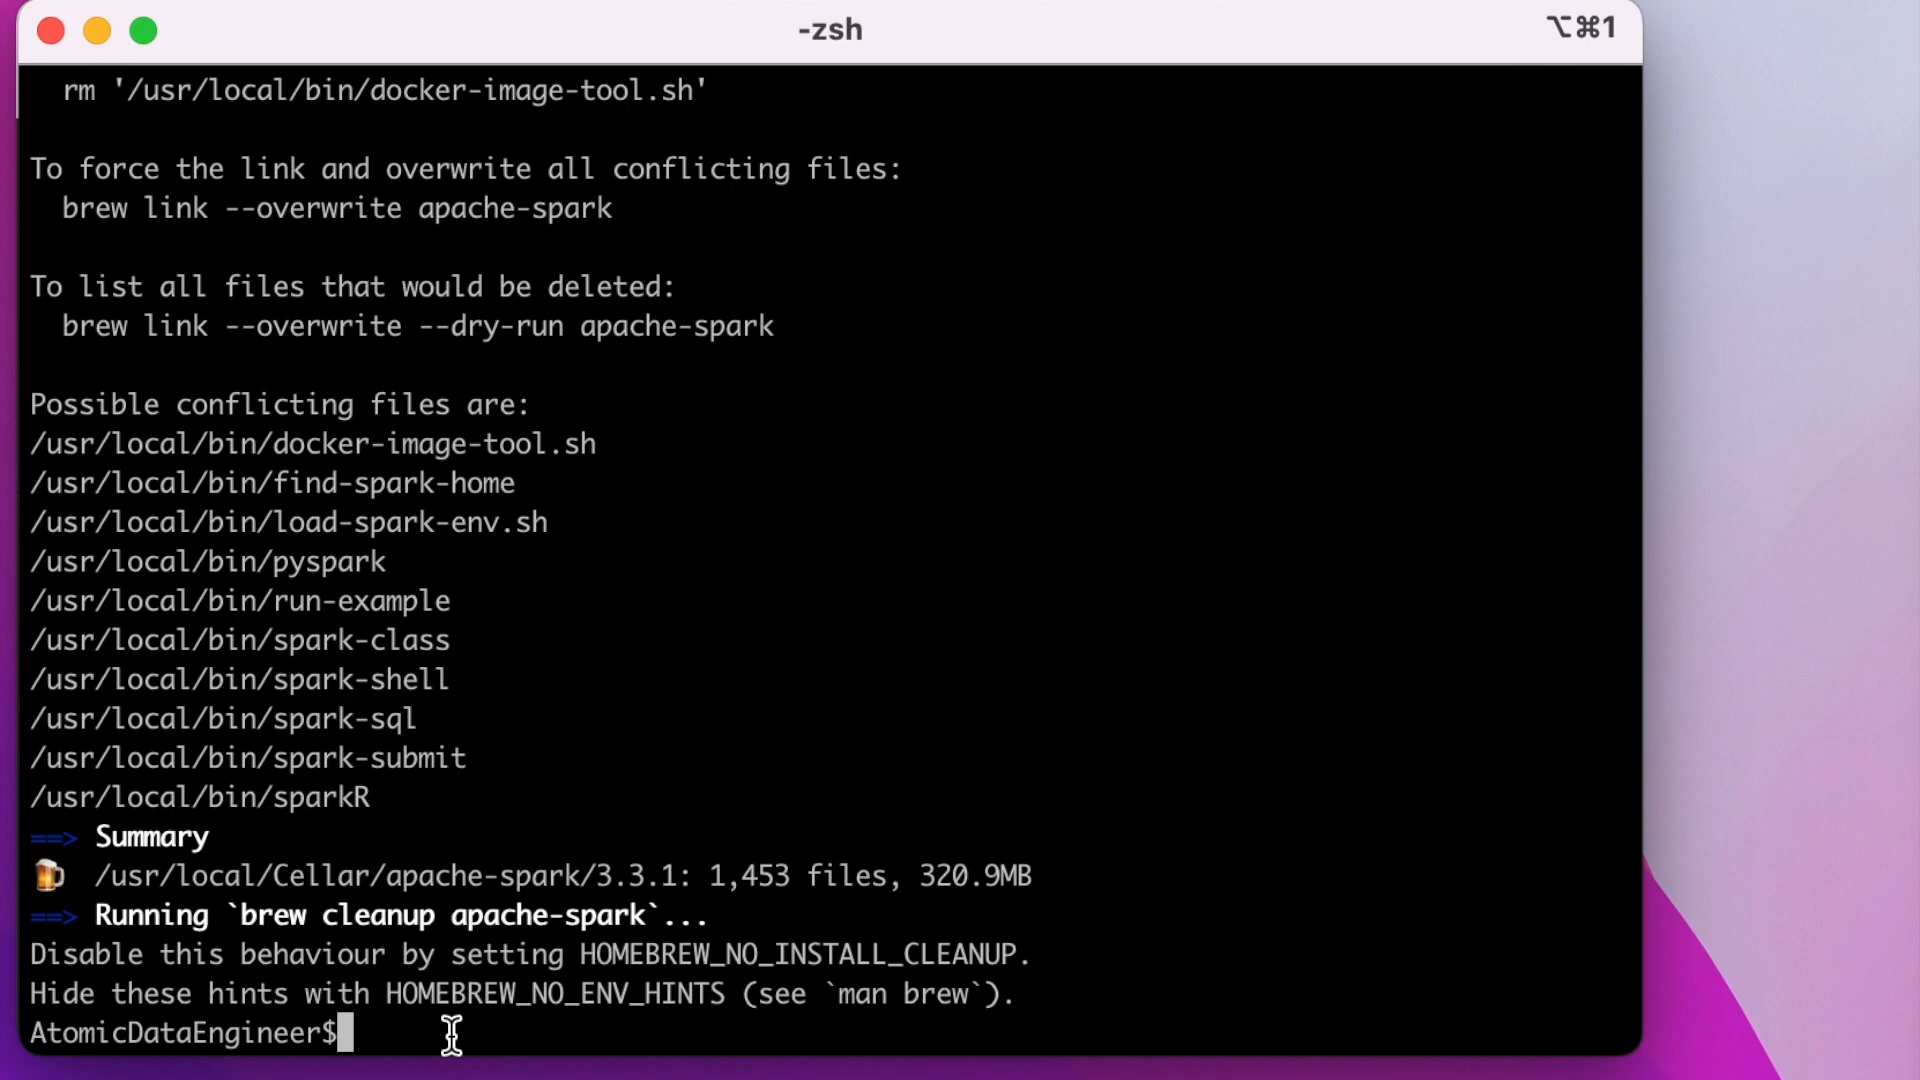 -zsh
⌥⌘1
rm '/usr/local/bin/docker-image-tool.sh'
To force the link and overwrite all conflicting files:
brew link --overwrite apache-spark
To list all files that would be deleted:
brew link --overwrite --dry-run apache-spark
Possible conflicting files are:
/usr/local/bin/docker-image-tool.sh
/usr/local/bin/find-spark-home
/usr/local/bin/load-spark-env.sh
/usr/local/bin/pyspark
/usr/local/bin/run-example
/usr/local/bin/spark-class
/usr/local/bin/spark-shell
/usr/local/bin/spark-sql
/usr/local/bin/spark-submit
/usr/local/bin/sparkR
==> Summary
🍺 /usr/local/Cellar/apache-spark/3.3.1: 1,453 files, 320.9MB
==> Running `brew cleanup apache-spark`...
Disable this behaviour by setting HOMEBREW_NO_INSTALL_CLEANUP.
Hide these hints with HOMEBREW_NO_ENV_HINTS (see `man brew`).
AtomicDataEngineer$